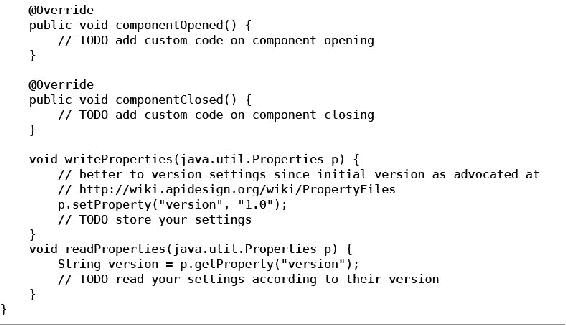 @Override
public void componentOpened() {
// TODO add custom code on component opening
}
@Override
public void componentClosed() {
// TODO add custom code on component closing
}
void writeProperties(java.util.Properties p) {
// better to version settings since initial version as advocated at
// http://wiki.apidesign.org/wiki/PropertyFiles
p.setProperty("version", "1.0");
// TODO store your settings
}
void readProperties(java.util.Properties p) {
String version = p.getProperty("version");
// TODO read your settings according to their version
}
}